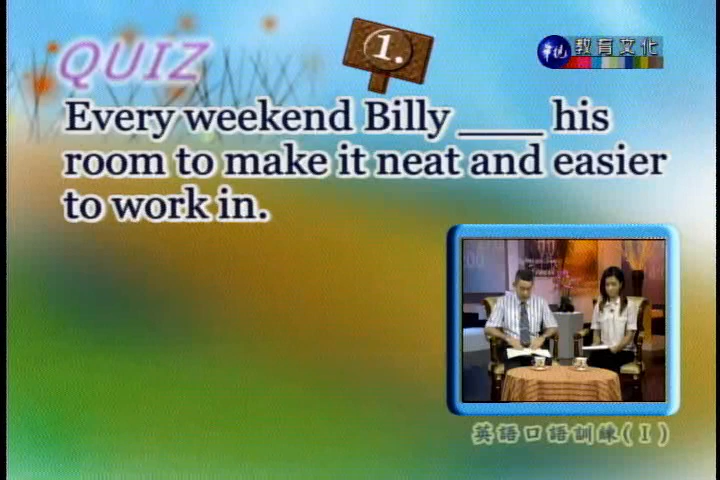 QUIZ
1.
華視
教育文化
Every weekend Billy ___ his
room to make it neat and easier
to work in.
英語口語訓練(I)